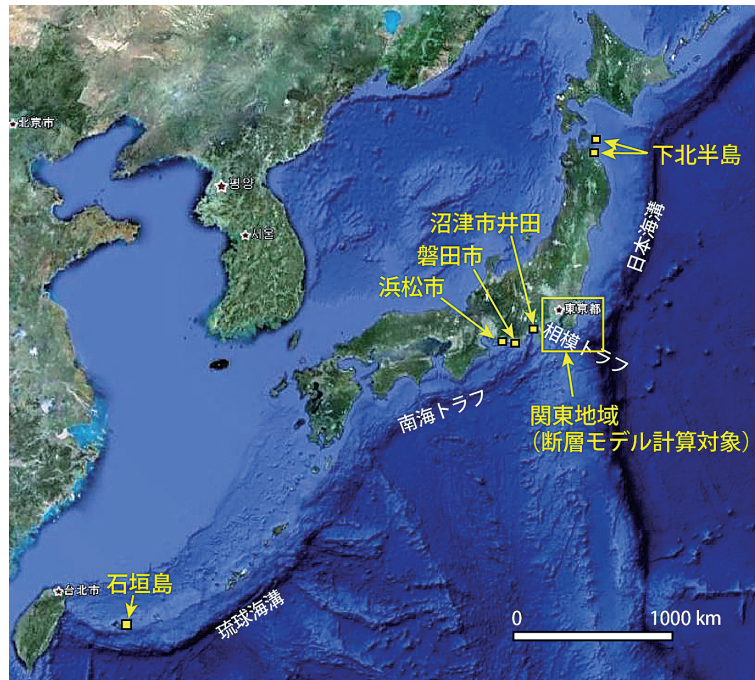 北京市
평양
서울
下北半島
日本海溝
沼津市井田
磐田市
浜松市
東京都
相模トラフ
南海トラフ
関東地域
（断層モデル計算対象）
台北市
石垣島
琉球海溝
0 1000 km